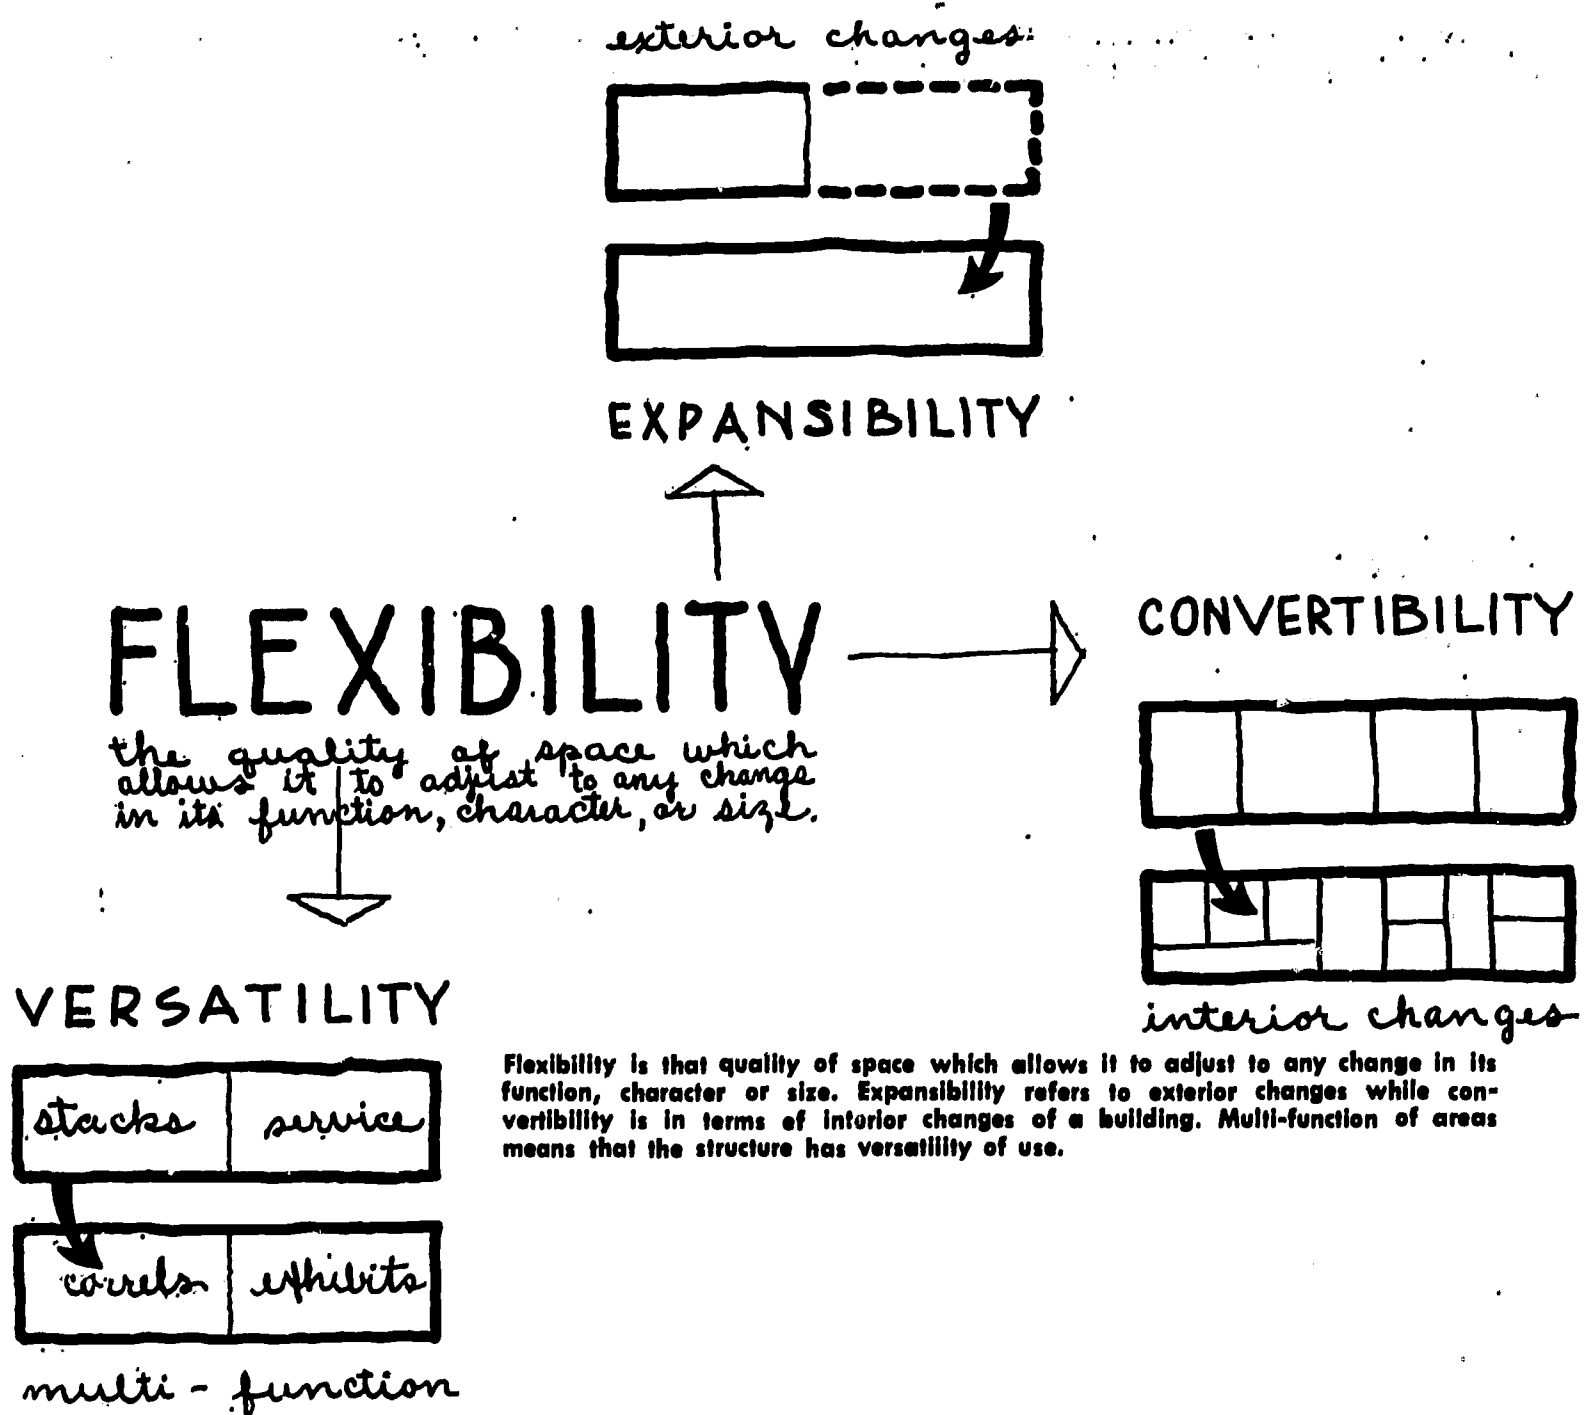 exterior changes
EXPANSIBILITY
FLEXIBILITY
the quality of space which
allows it to adjust to any change
in its function, character, or size.
CONVERTIBILITY
interior changes
VERSATILITY
stacks service
carrels exhibits
multi-function
Flexibility is that quality of space which allows it to adjust to any change in its
function, character or size. Expansibility refers to exterior changes while con-
vertibility is in terms of interior changes of a building. Multi-function of areas
means that the structure has versatility of use.